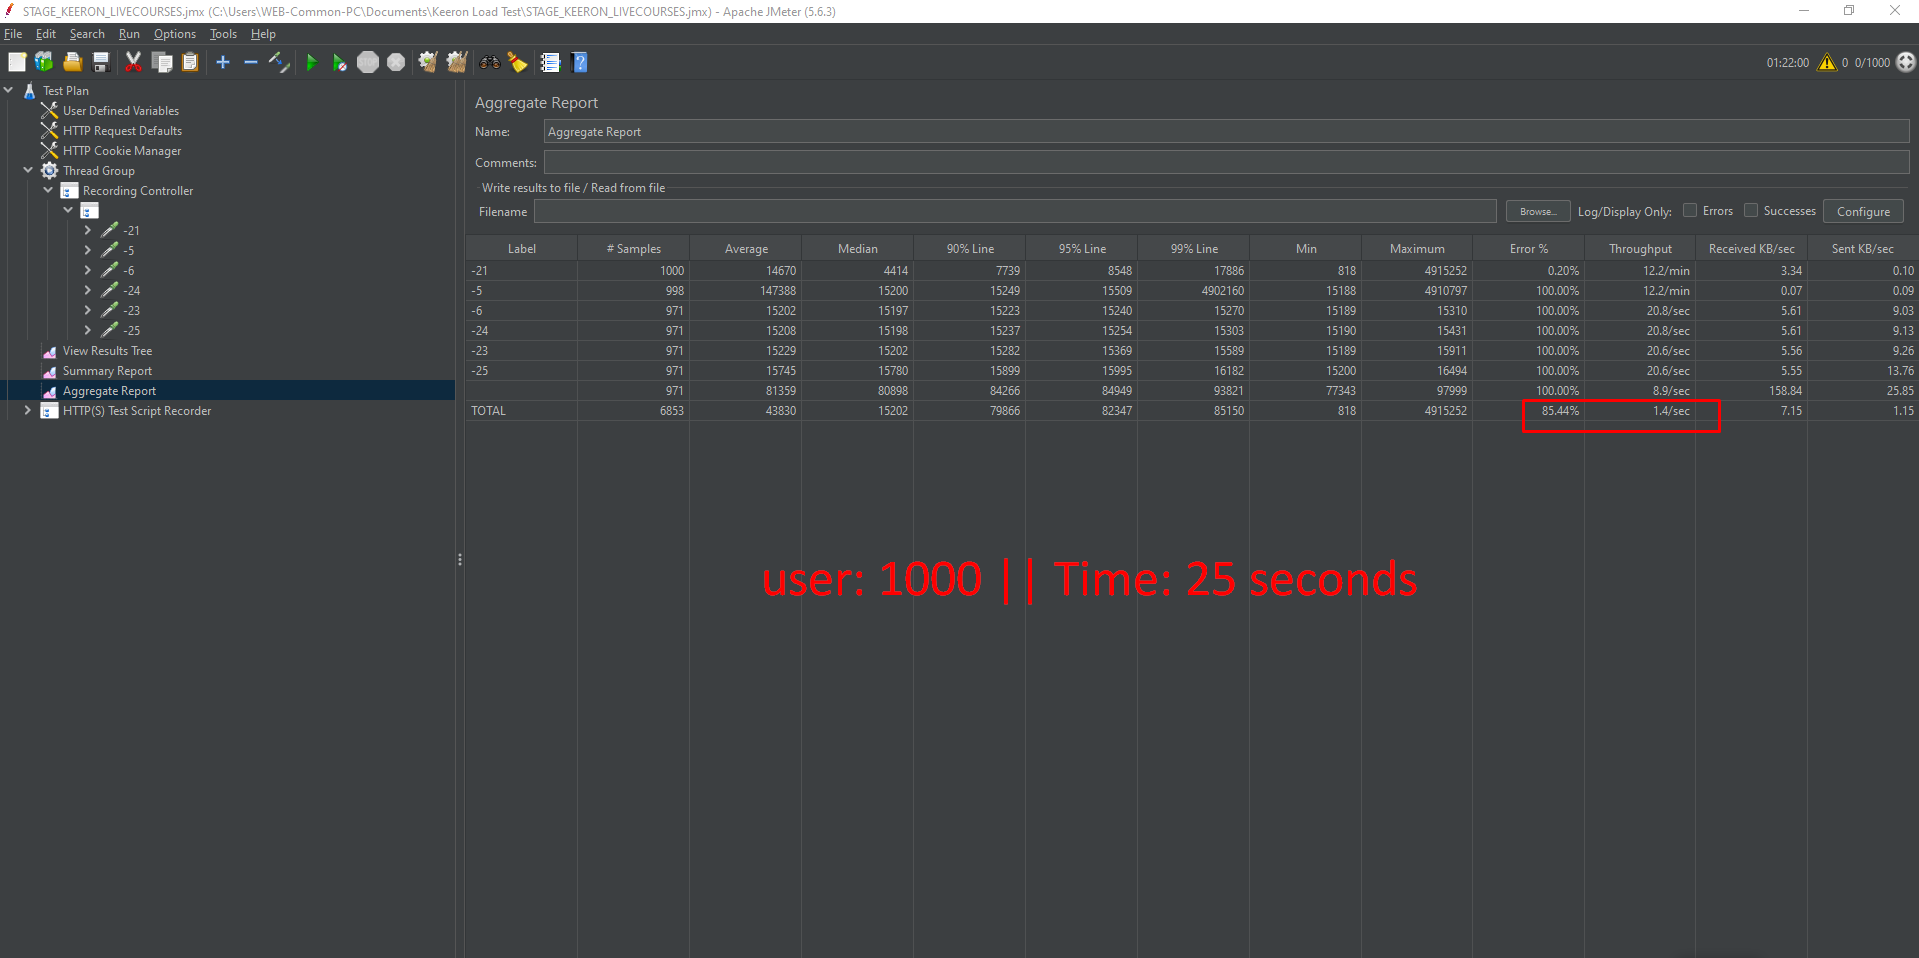 STAGE_KEERON_LIVECOURSES.jmx (C:\Users\WEB-Common-PC\Documents\Keeron Load Test\STAGE_KEERON_LIVECOURSES.jmx) - Apache JMeter (5.6.3)
File Edit Search Run Options Tools Help
STOP
01:22:00 0 0/1000
Test Plan
User Defined Variables
HTTP Request Defaults
HTTP Cookie Manager
Thread Group
Recording Controller
-21
-5
-6
-24
-23
-25
View Results Tree
Summary Report
Aggregate Report
HTTP(S) Test Script Recorder
Aggregate Report
Name: Aggregate Report
Comments:
Write results to file / Read from file
Filename Browse... Log/Display Only: Errors Successes Configure
Label # Samples Average Median 90% Line 95% Line 99% Line Min Maximum Error % Throughput Received KB/sec Sent KB/sec
-21 1000 14670 4414 7739 8548 17886 818 4915252 0.20% 12.2/min 3.34 0.10
-5 998 147388 15200 15249 15509 4902160 15188 4910797 100.00% 12.2/min 0.07 0.09
-6 971 15202 15197 15223 15240 15270 15189 15310 100.00% 20.8/sec 5.61 9.03
-24 971 15208 15198 15237 15254 15303 15190 15431 100.00% 20.8/sec 5.61 9.13
-23 971 15229 15202 15282 15369 15589 15189 15911 100.00% 20.6/sec 5.56 9.26
-25 971 15745 15780 15899 15995 16182 15200 16494 100.00% 20.6/sec 5.55 13.76
971 81359 80898 84266 84949 93821 77343 97999 100.00% 8.9/sec 158.84 25.85
TOTAL 6853 43830 15202 79866 82347 85150 818 4915252 85.44% 1.4/sec 7.15 1.15
user: 1000 || Time: 25 seconds